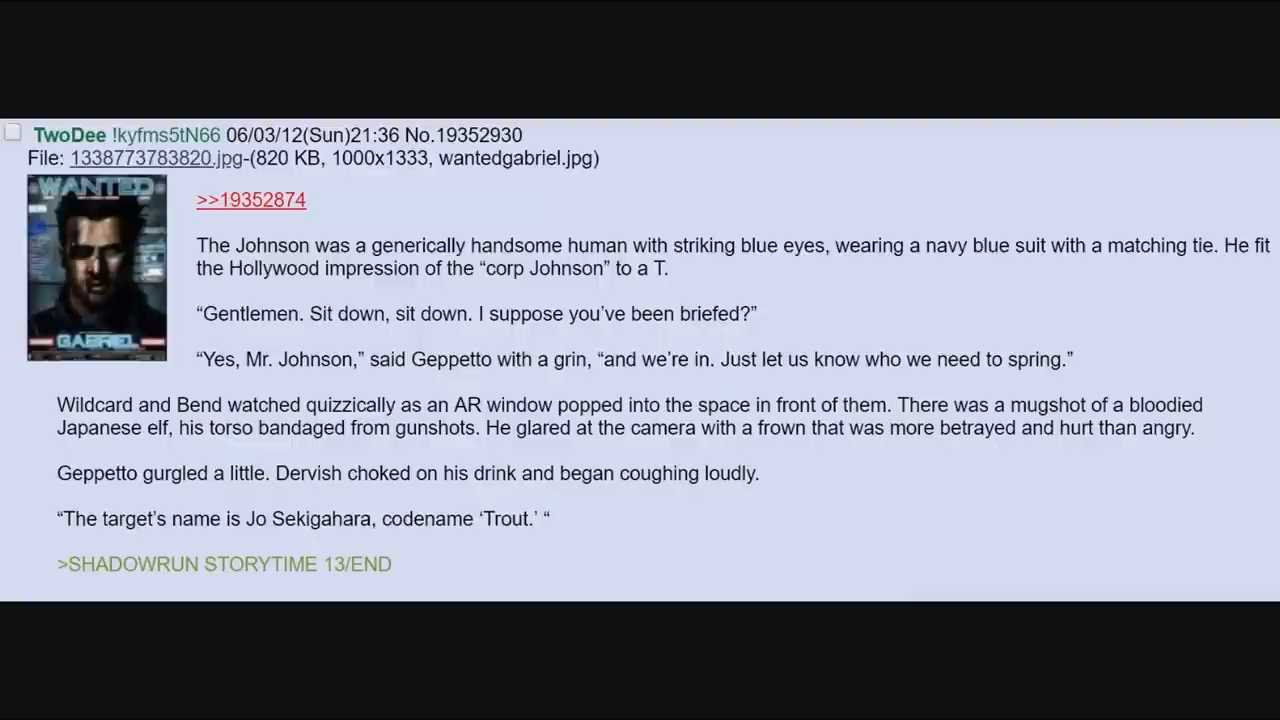 TwoDee !kyfms5tN66 06/03/12(Sun)21:36 No.19352930
File: 1338773783820.jpg-(820 KB, 1000x1333, wantedgabriel.jpg)
WANTED
GABRIEL
>>19352874
The Johnson was a generically handsome human with striking blue eyes, wearing a navy blue suit with a matching tie. He fit
the Hollywood impression of the “corp Johnson” to a T.
“Gentlemen. Sit down, sit down. I suppose you’ve been briefed?”
“Yes, Mr. Johnson,” said Geppetto with a grin, “and we’re in. Just let us know who we need to spring.”
Wildcard and Bend watched quizzically as an AR window popped into the space in front of them. There was a mugshot of a bloodied
Japanese elf, his torso bandaged from gunshots. He glared at the camera with a frown that was more betrayed and hurt than angry.
Geppetto gurgled a little. Dervish choked on his drink and began coughing loudly.
“The target’s name is Jo Sekigahara, codename ‘Trout.’ “
>SHADOWRUN STORYTIME 13/END